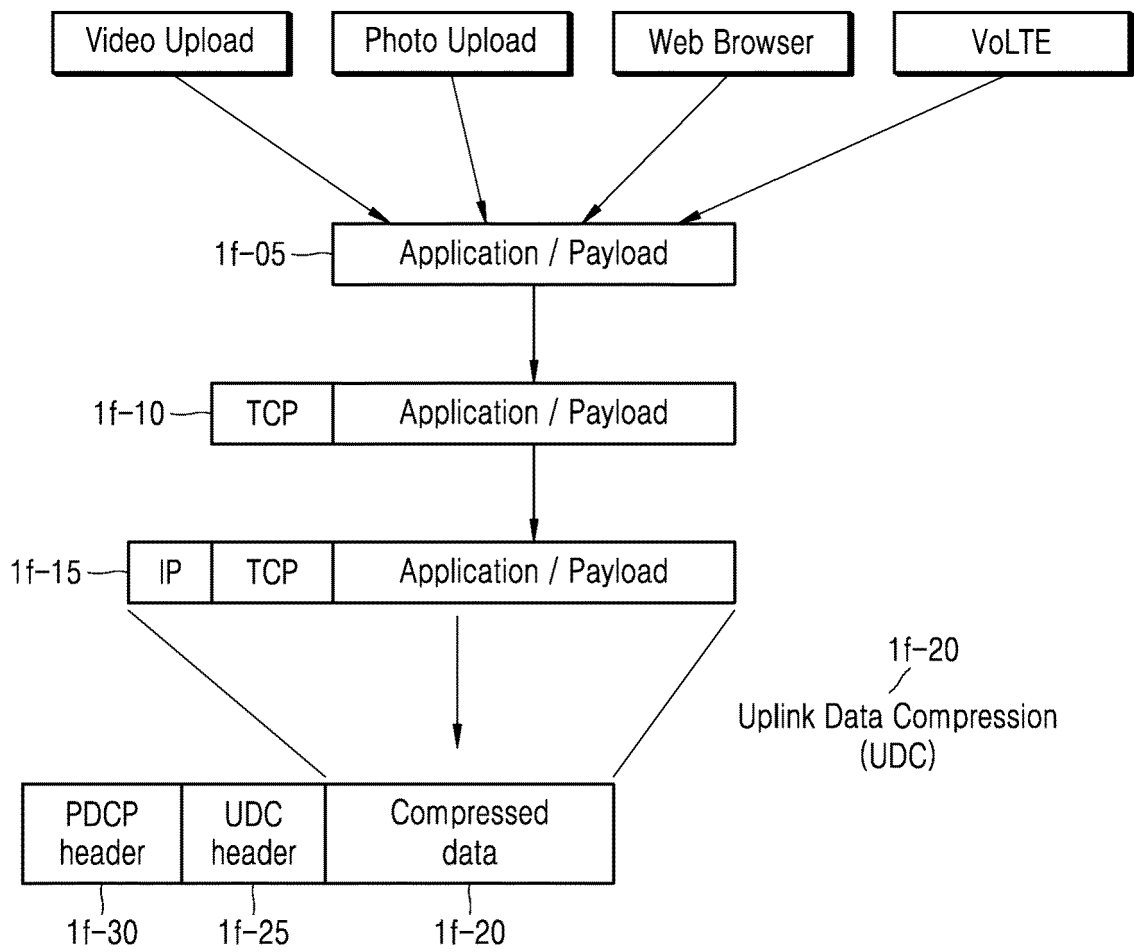 Video Upload
Photo Upload
Web Browser
VoLTE
1f-05
Application / Payload
1f-10
TCP
Application / Payload
1f-15
IP
TCP
Application / Payload
1f-20
Uplink Data Compression
(UDC)
PDCP
header
UDC
header
Compressed
data
1f-30
1f-25
1f-20